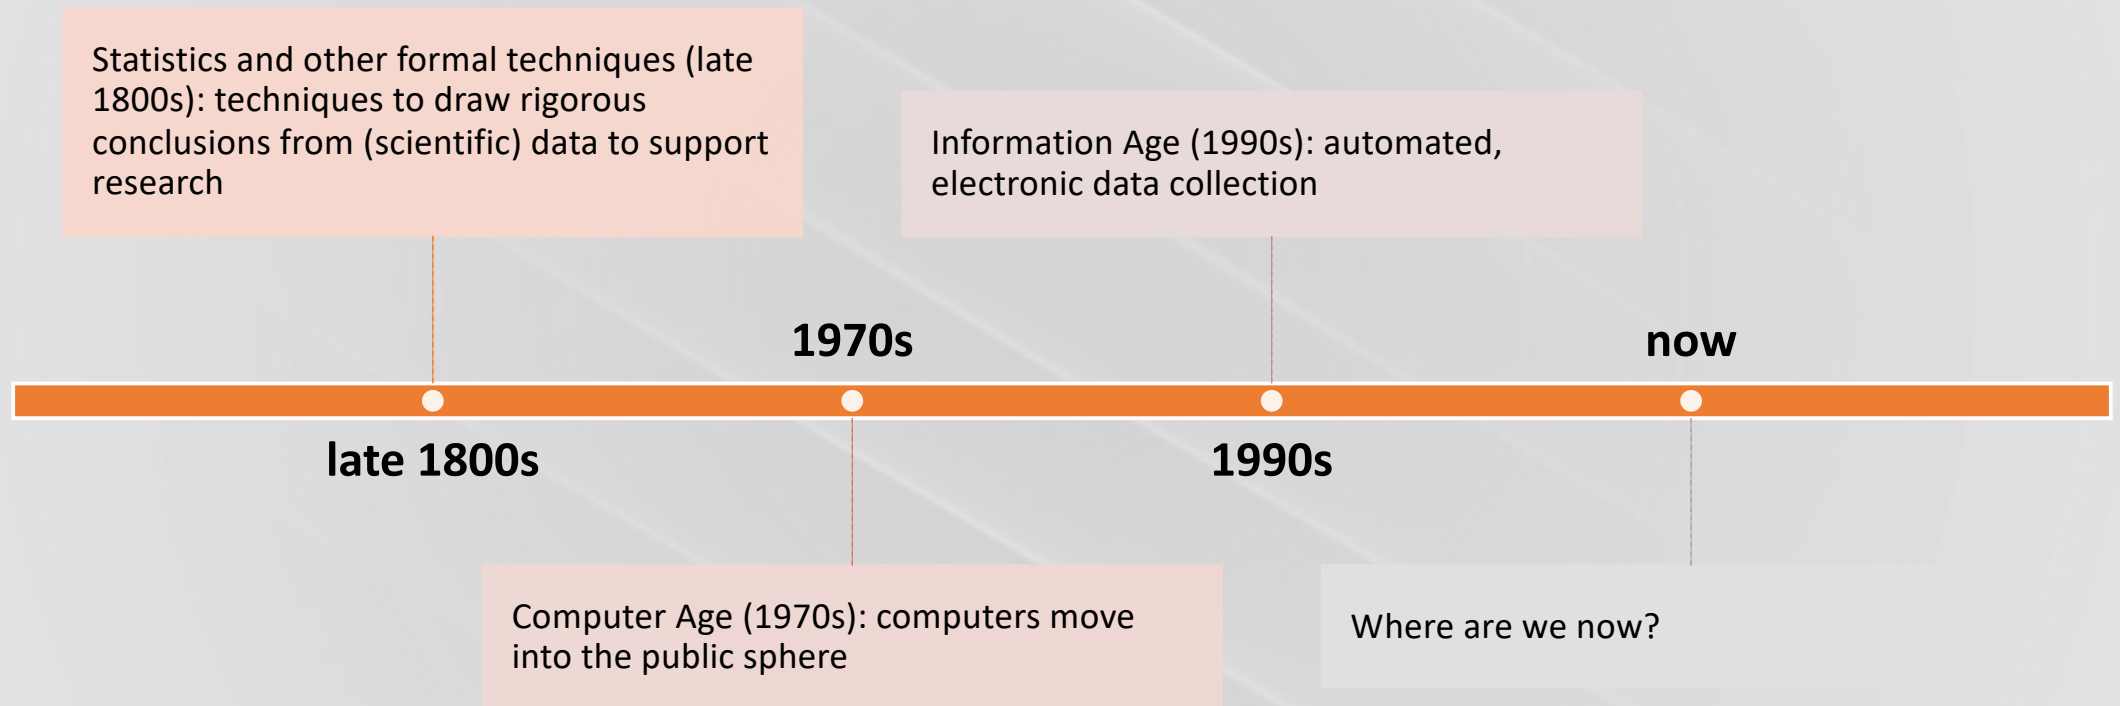 Statistics and other formal techniques (late
1800s): techniques to draw rigorous
conclusions from (scientific) data to support
research
Information Age (1990s): automated,
electronic data collection
1970s
now
late 1800s
1990s
Computer Age (1970s): computers move
into the public sphere
Where are we now?